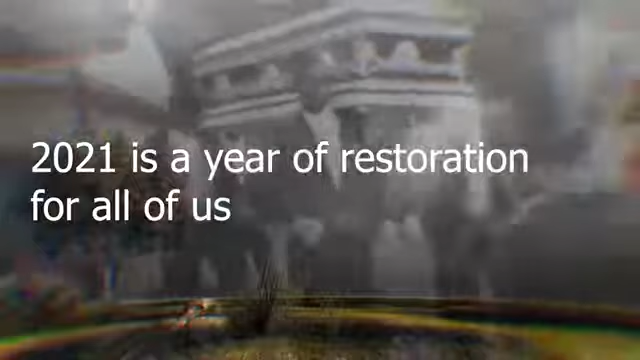 2021 is a year of restoration
for all of us